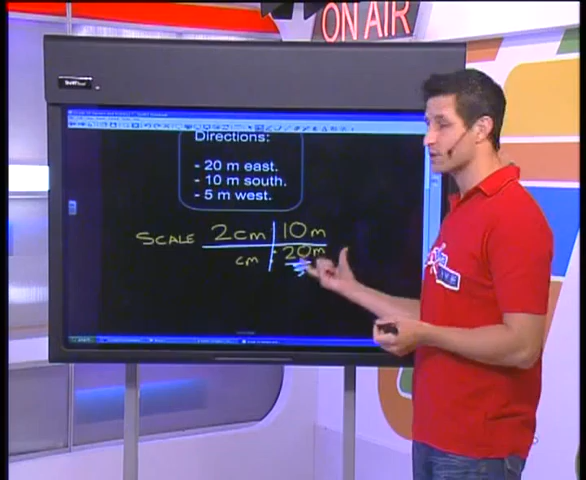 ON AIR
Directions:
- 20 m east.
- 10 m south.
- 5 m west.
SCALE 2cm 10m
cm 20m